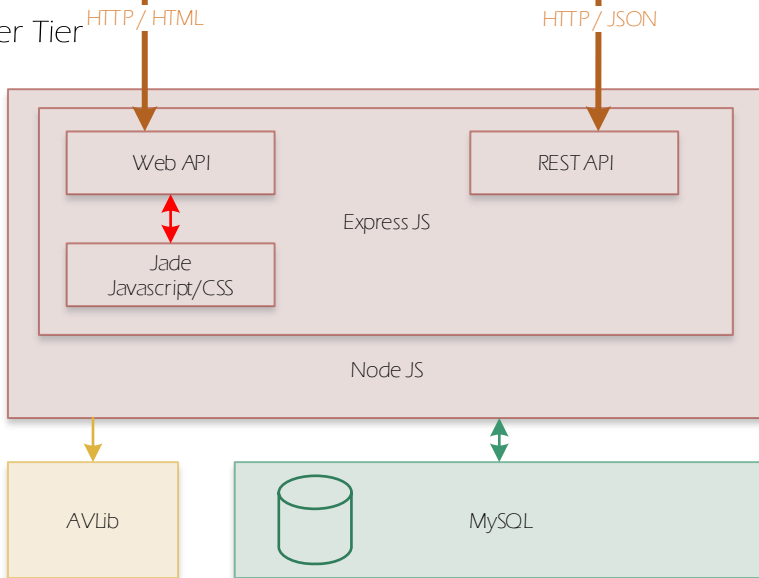 er Tier
HTTP / HTML
HTTP / JSON
Web API
REST API
Express JS
Jade
Javascript/CSS
Node JS
AVLib
MySQL